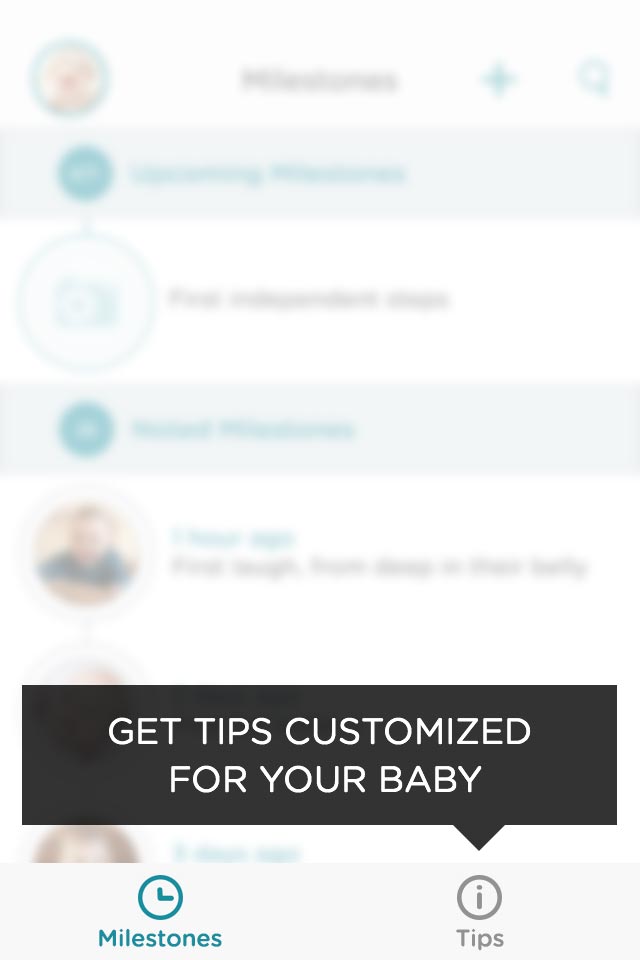 Milestones
Upcoming Milestones
First independent steps
Noted Milestones
1 hour ago
First laugh, from deep in their belly
GET TIPS CUSTOMIZED
FOR YOUR BABY
3 days ago
Milestones
Tips